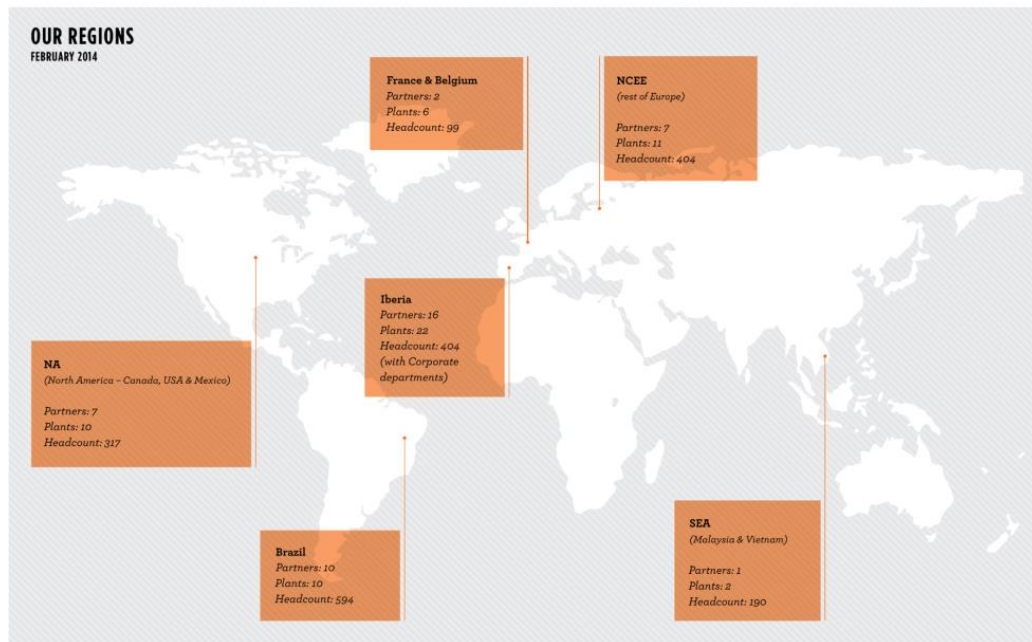 OUR REGIONS
FEBRUARY 2014
France & Belgium
Partners: 2
Plants: 6
Headcount: 99
NCEE
(rest of Europe)
Partners: 7
Plants: 11
Headcount: 404
Iberia
Partners: 16
Plants: 22
Headcount: 404
(with Corporate
departments)
NA
(North America – Canada, USA & Mexico)
Partners: 7
Plants: 10
Headcount: 317
Brazil
Partners: 10
Plants: 10
Headcount: 594
SEA
(Malaysia & Vietnam)
Partners: 1
Plants: 2
Headcount: 190